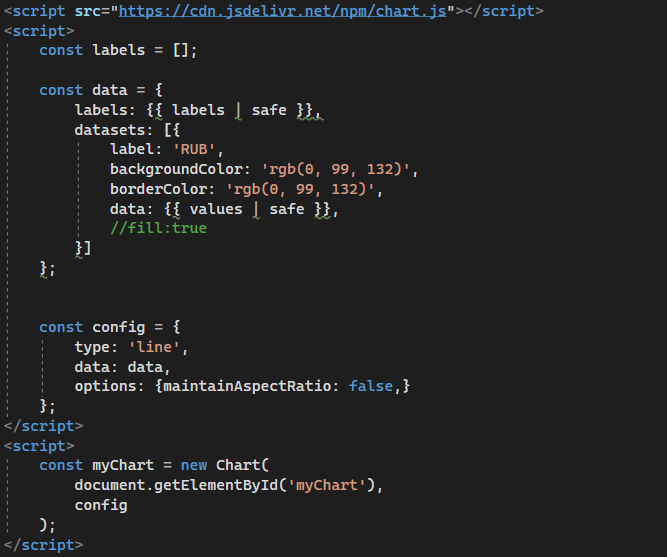 <script src="https://cdn.jsdelivr.net/npm/chart.js"></script>
<script>
    const labels = [];

    const data = {
        labels: {{ labels | safe }},
        datasets: [{
            label: 'RUB',
            backgroundColor: 'rgb(0, 99, 132)',
            borderColor: 'rgb(0, 99, 132)',
            data: {{ values | safe }},
            //fill:true
        }]
    };


    const config = {
        type: 'line',
        data: data,
        options: {maintainAspectRatio: false,}
    };
</script>
<script>
    const myChart = new Chart(
        document.getElementById('myChart'),
        config
    );
</script>